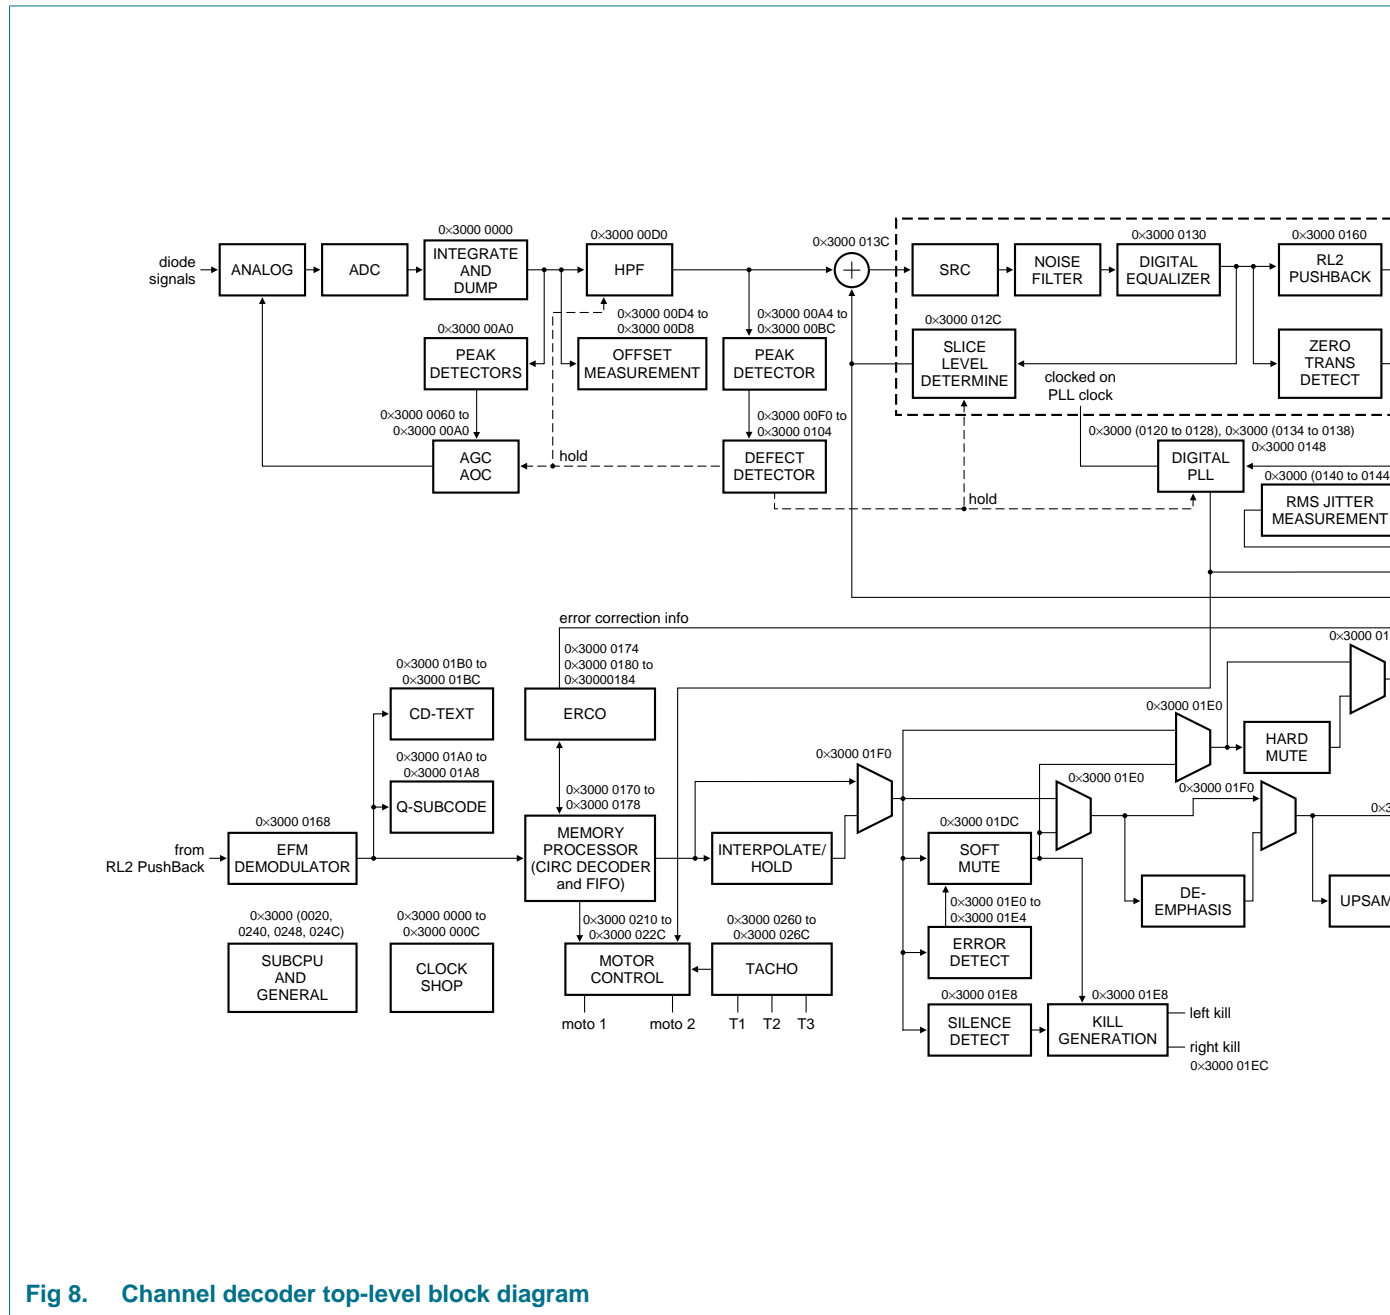 0×3000 0000
0×3000 00D0
0×3000 013C
0×3000 0130
0×3000 0160
diode
signals
ANALOG
ADC
INTEGRATE
AND
DUMP
HPF
SRC
NOISE
FILTER
DIGITAL
EQUALIZER
RL2
PUSHBACK
0×3000 00A0
0×3000 00D4 to
0×3000 00D8
0×3000 00A4 to
0×3000 00BC
0×3000 012C
PEAK
DETECTORS
OFFSET
MEASUREMENT
PEAK
DETECTOR
SLICE
LEVEL
DETERMINE
clocked on
PLL clock
ZERO
TRANS
DETECT
0×3000 0060 to
0×3000 00A0
0×3000 00F0 to
0×3000 0104
0×3000 (0120 to 0128), 0×3000 (0134 to 0138)
0×3000 0148
AGC
AOC
hold
DEFECT
DETECTOR
DIGITAL
PLL
0×3000 (0140 to 0144
hold
RMS JITTER
MEASUREMENT
error correction info
0×3000 0174
0×3000 0180 to
0×30000184
0×3000 01
0×3000 01B0 to
0×3000 01BC
CD-TEXT
ERCO
0×3000 01E0
HARD
MUTE
0×3000 01A0 to
0×3000 01A8
Q-SUBCODE
0×3000 0170 to
0×3000 0178
0×3000 01F0
0×3000 01E0
0×3000 01F0
0×3
0×3000 0168
from
RL2 PushBack
EFM
DEMODULATOR
MEMORY
PROCESSOR
(CIRC DECODER
and FIFO)
INTERPOLATE/
HOLD
0×3000 01DC
SOFT
MUTE
DE-
EMPHASIS
UPSAM
0×3000 (0020,
0240, 0248, 024C)
0×3000 0000 to
0×3000 000C
0×3000 0210 to
0×3000 022C
0×3000 0260 to
0×3000 026C
0×3000 01E0 to
0×3000 01E4
SUBCPU
AND
GENERAL
CLOCK
SHOP
MOTOR
CONTROL
TACHO
ERROR
DETECT
moto 1
moto 2
T1
T2
T3
0×3000 01E8
SILENCE
DETECT
0×3000 01E8
KILL
GENERATION
left kill
right kill
0×3000 01EC
Fig 8. Channel decoder top-level block diagram